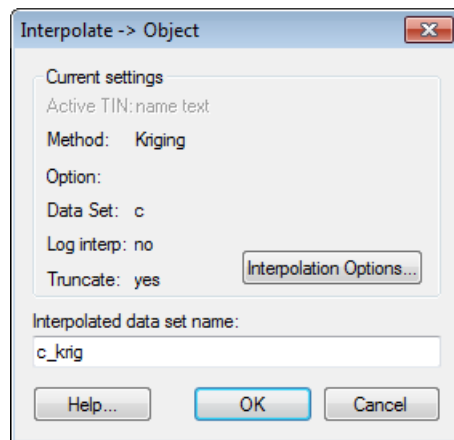 Interpolate -> Object
Current settings
Active TIN: name text
Method: Kriging
Option:
Data Set: c
Log interp: no
Truncate: yes
Interpolation Options...
Interpolated data set name:
c_krig
Help...
OK
Cancel